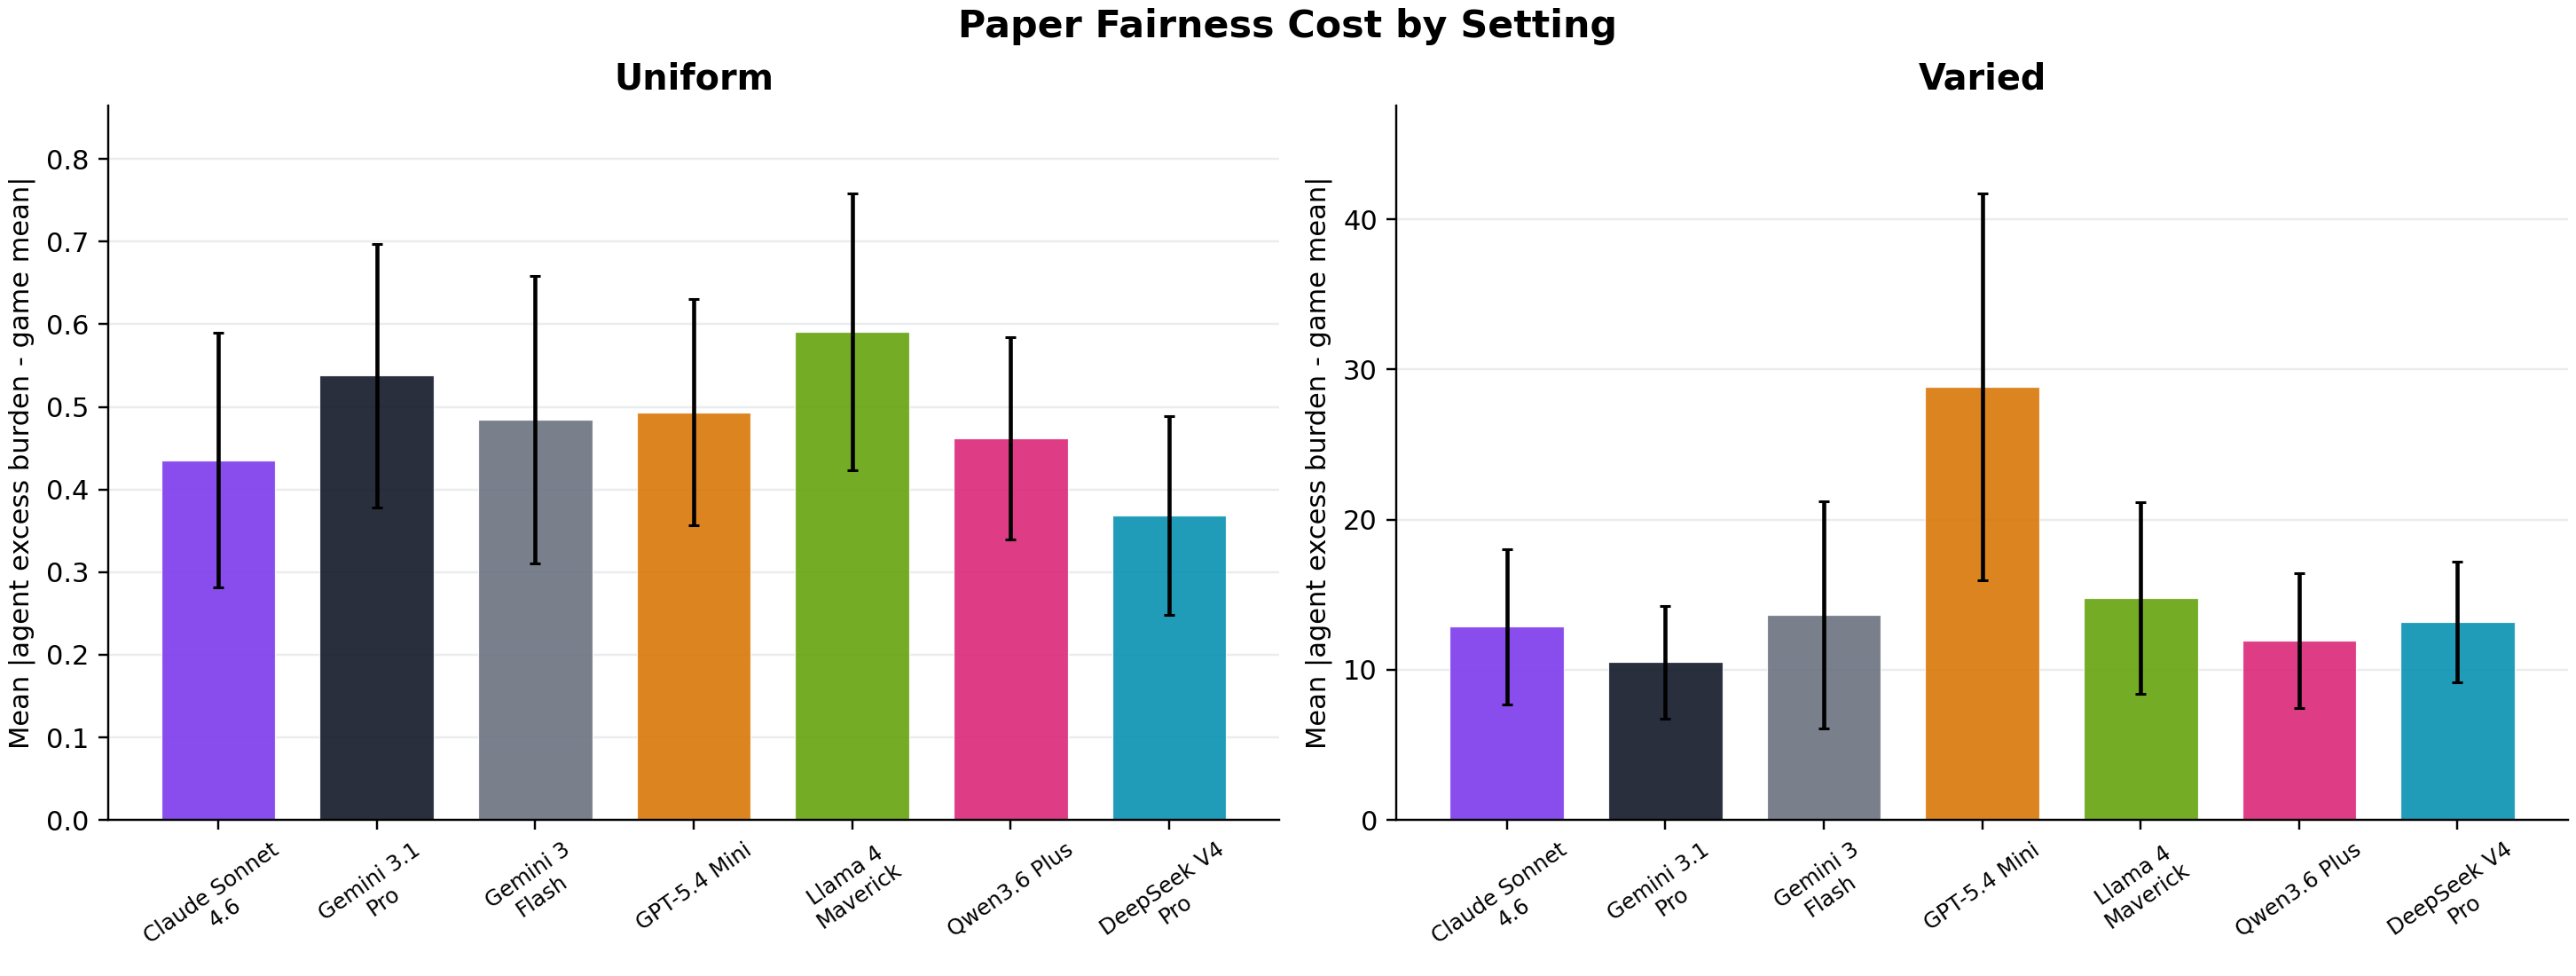 Paper Fairness Cost by Setting
Uniform
Mean |agent excess burden - game mean|
0.8
0.7
0.6
0.5
0.4
0.3
0.2
0.1
0.0
Claude Sonnet
4.6
Gemini 3.1
Pro
Gemini 3
Flash
GPT-5.4 Mini
Llama 4
Maverick
Qwen3.6 Plus
DeepSeek V4
Pro
Varied
Mean |agent excess burden - game mean|
40
30
20
10
0
Claude Sonnet
4.6
Gemini 3.1
Pro
Gemini 3
Flash
GPT-5.4 Mini
Llama 4
Maverick
Qwen3.6 Plus
DeepSeek V4
Pro